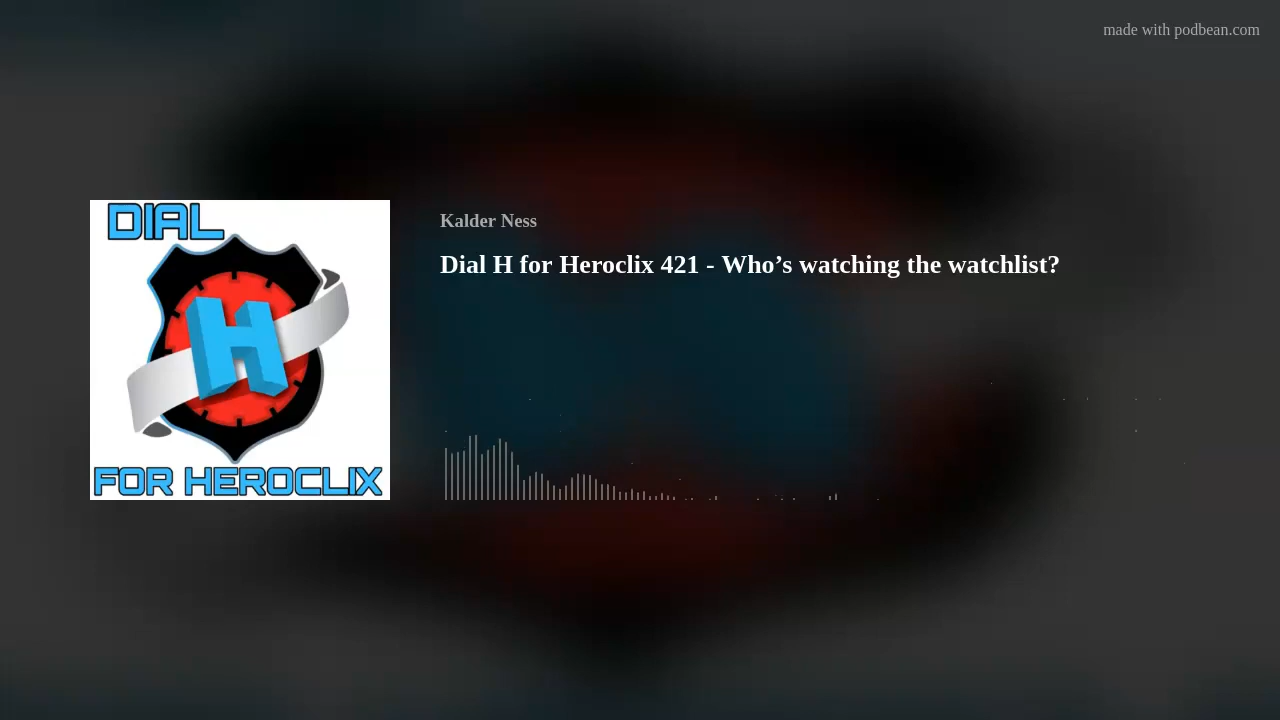 made with podbean.com
DIAL
H
FOR HEROCLIX
Kalder Ness
Dial H for Heroclix 421 - Who’s watching the watchlist?